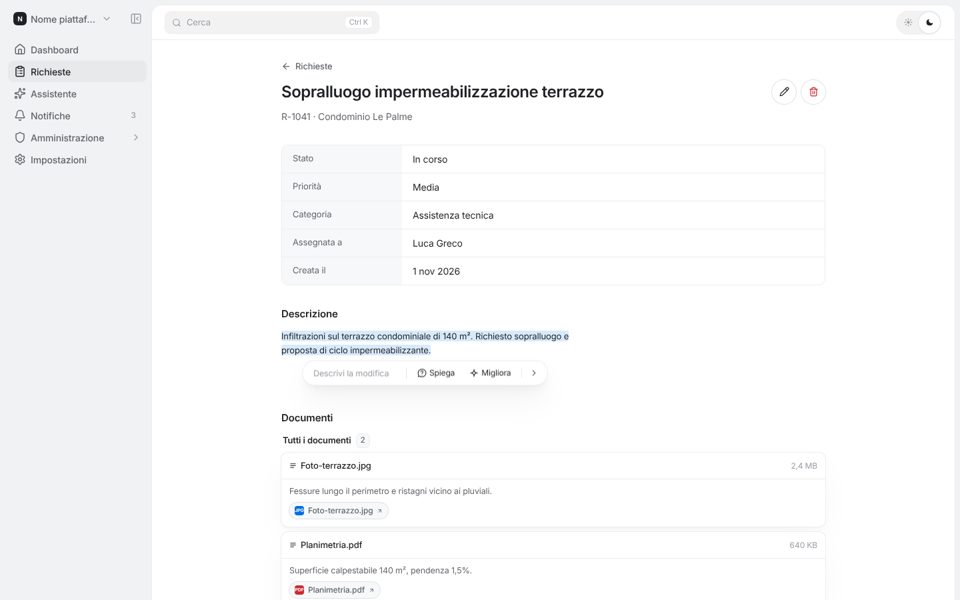 N Nome piattaf...
Cerca
Ctrl K
Dashboard
Richieste
Assistente
Notifiche 3
Amministrazione
Impostazioni
← Richieste
Sopralluogo impermeabilizzazione terrazzo
R-1041 · Condominio Le Palme
Stato In corso
Priorità Media
Categoria Assistenza tecnica
Assegnata a Luca Greco
Creata il 1 nov 2026
Descrizione
Infiltrazioni sul terrazzo condominiale di 140 m². Richiesto sopralluogo e
proposta di ciclo impermeabilizzante.
Descrivi la modifica Spiega Migliora
Documenti
Tutti i documenti 2
Foto-terrazzo.jpg 2,4 MB
Fessure lungo il perimetro e ristagni vicino ai pluviali.
JPG Foto-terrazzo.jpg
Planimetria.pdf 640 KB
Superficie calpestabile 140 m², pendenza 1,5%.
PDF Planimetria.pdf